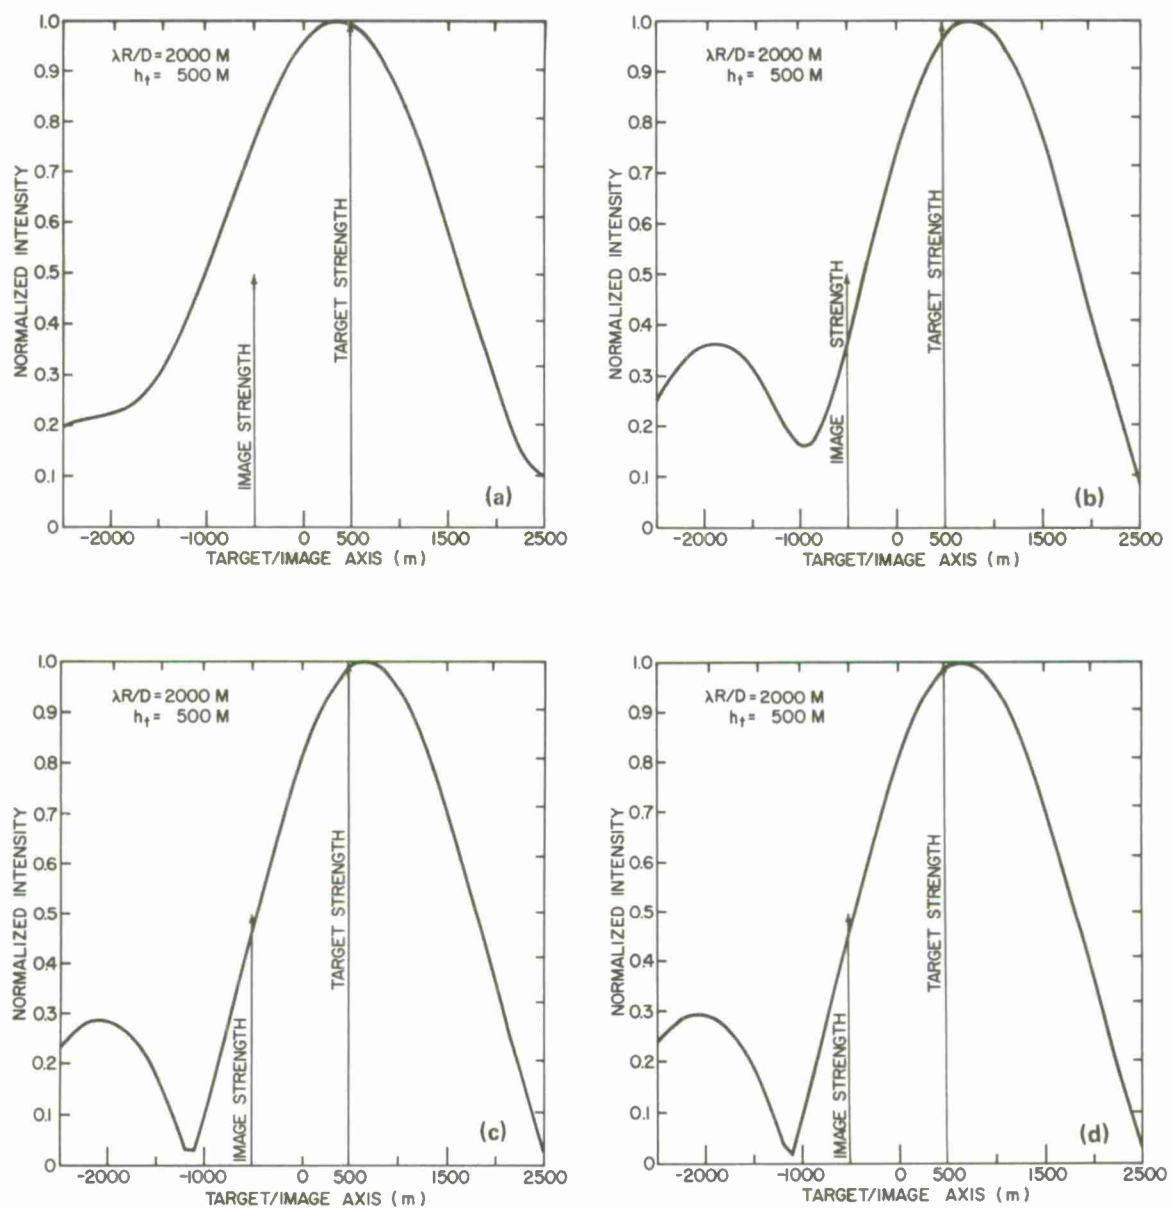 λR/D = 2000 M
h_t = 500 M
NORMALIZED INTENSITY
1.0
0.9
0.8
0.7
0.6
0.5
0.4
0.3
0.2
0.1
0
IMAGE STRENGTH
TARGET STRENGTH
(a)
-2000 -1000 0 500 1500 2500
TARGET/IMAGE AXIS (m)
λR/D = 2000 M
h_t = 500 M
NORMALIZED INTENSITY
1.0
0.9
0.8
0.7
0.6
0.5
0.4
0.3
0.2
0.1
0
IMAGE STRENGTH
TARGET STRENGTH
(b)
-2000 -1000 0 500 1500 2500
TARGET/IMAGE AXIS (m)
λR/D = 2000 M
h_t = 500 M
NORMALIZED INTENSITY
1.0
0.9
0.8
0.7
0.6
0.5
0.4
0.3
0.2
0.1
0
IMAGE STRENGTH
TARGET STRENGTH
(c)
-2000 -1000 0 500 1500 2500
TARGET/IMAGE AXIS (m)
λR/D = 2000 M
h_t = 500 M
NORMALIZED INTENSITY
1.0
0.9
0.8
0.7
0.6
0.5
0.4
0.3
0.2
0.1
0
IMAGE STRENGTH
TARGET STRENGTH
(d)
-2000 -1000 0 500 1500 2500
TARGET/IMAGE AXIS (m)